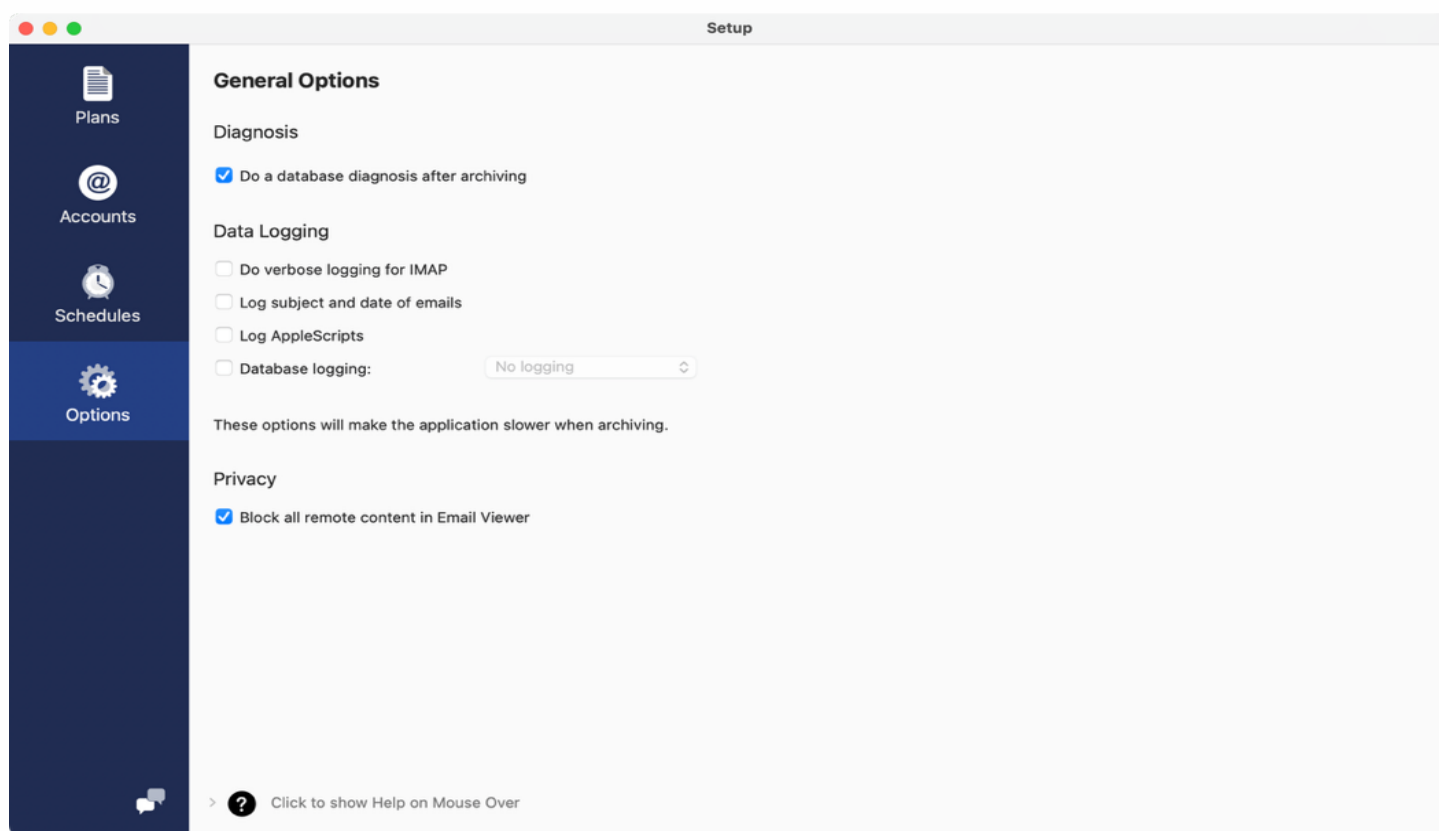 Setup
Plans
Accounts
Schedules
Options
General Options
Diagnosis
Do a database diagnosis after archiving
Data Logging
Do verbose logging for IMAP
Log subject and date of emails
Log AppleScripts
Database logging: No logging
These options will make the application slower when archiving.
Privacy
Block all remote content in Email Viewer
> ? Click to show Help on Mouse Over